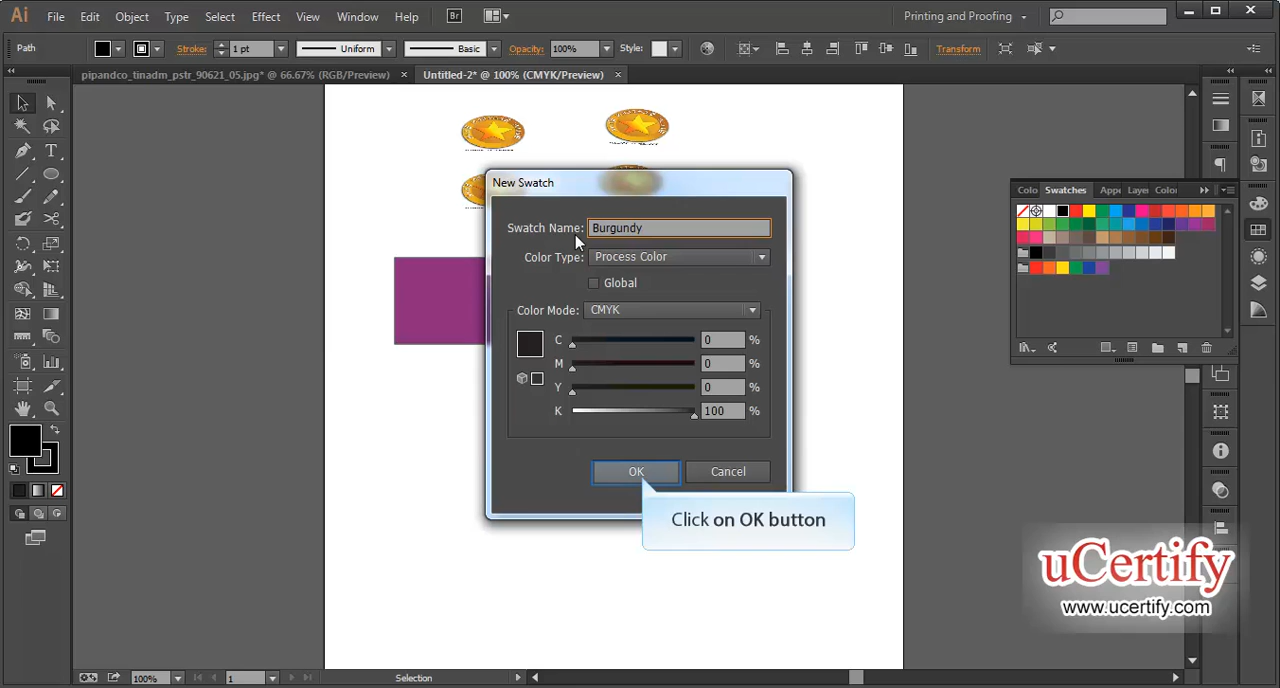 Ai File Edit Object Type Select Effect View Window Help Br Printing and Proofing
Path Stroke: 1 pt Uniform Basic Opacity: 100% Style: Transform
pipandco_tinadm_pstr_90621_05.jpg* @ 66.67% (RGB/Preview) × Untitled-2* @ 100% (CMYK/Preview) ×
New Swatch
Colo Swatches Appe Layer Color
Swatch Name: Burgundy
Color Type: Process Color
Global
Color Mode: CMYK
C 0 %
M 0 %
Y 0 %
K 100 %
OK Cancel
Click on OK button
uCertify
www.ucertify.com
100% 1 Selection